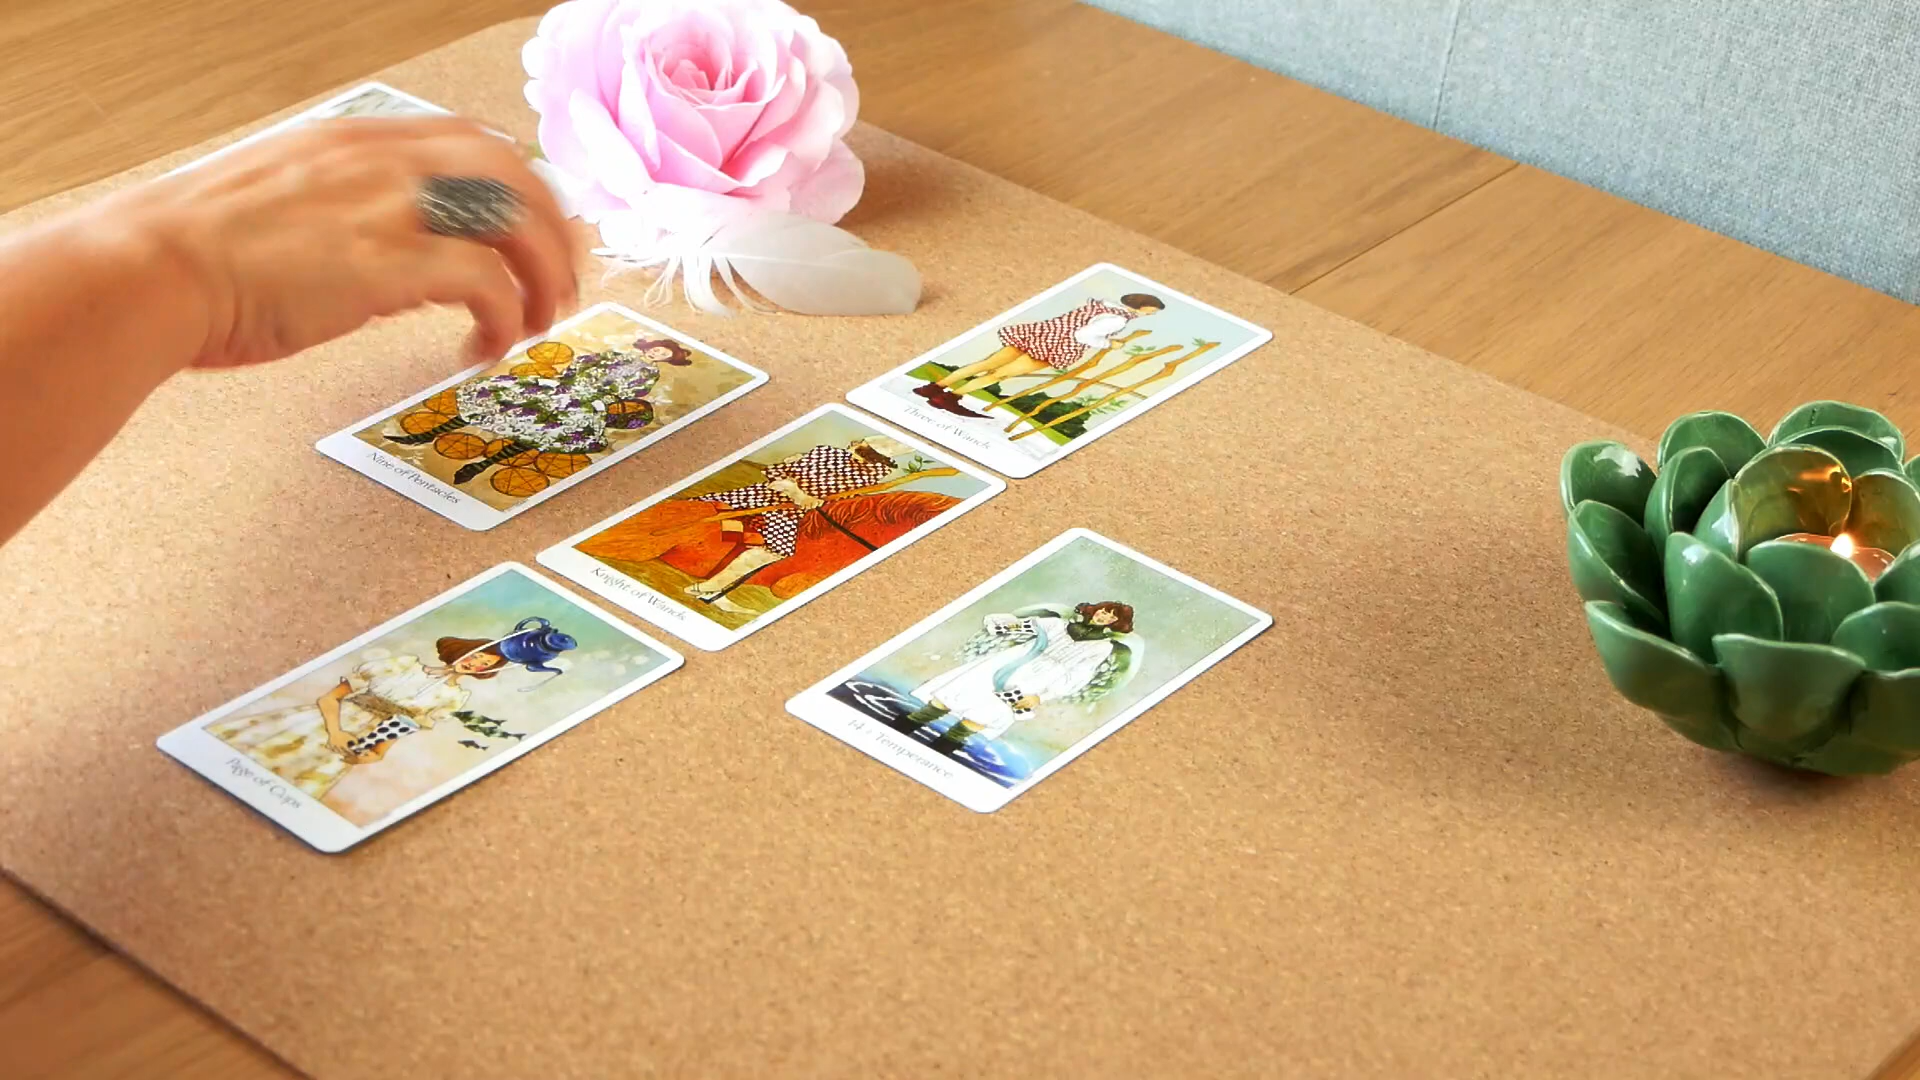 Three of Wands
Nine of Pentacles
Knight of Wands
14 • Temperance
Page of Cups